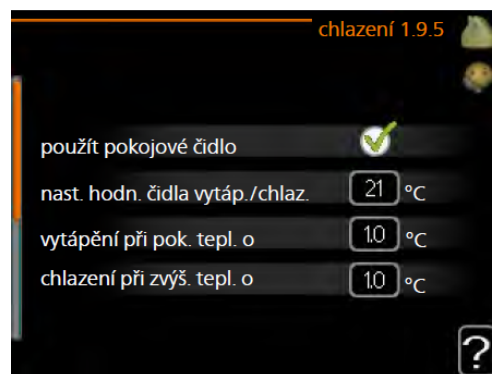 chlazení 1.9.5
použít pokojové čidlo
nast. hodn. čidla vytáp./chlaz. 21 °C
vytápění při pok. tepl. o 1.0 °C
chlazení při zvýš. tepl. o 1.0 °C
?